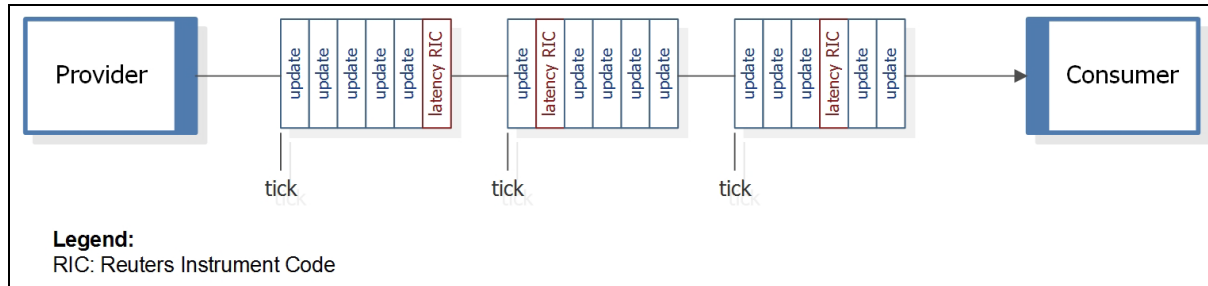 Provider
update
update
update
update
update
latency RIC
update
latency RIC
update
update
update
update
update
update
update
latency RIC
update
update
Consumer
tick
tick
tick
Legend:
RIC: Reuters Instrument Code